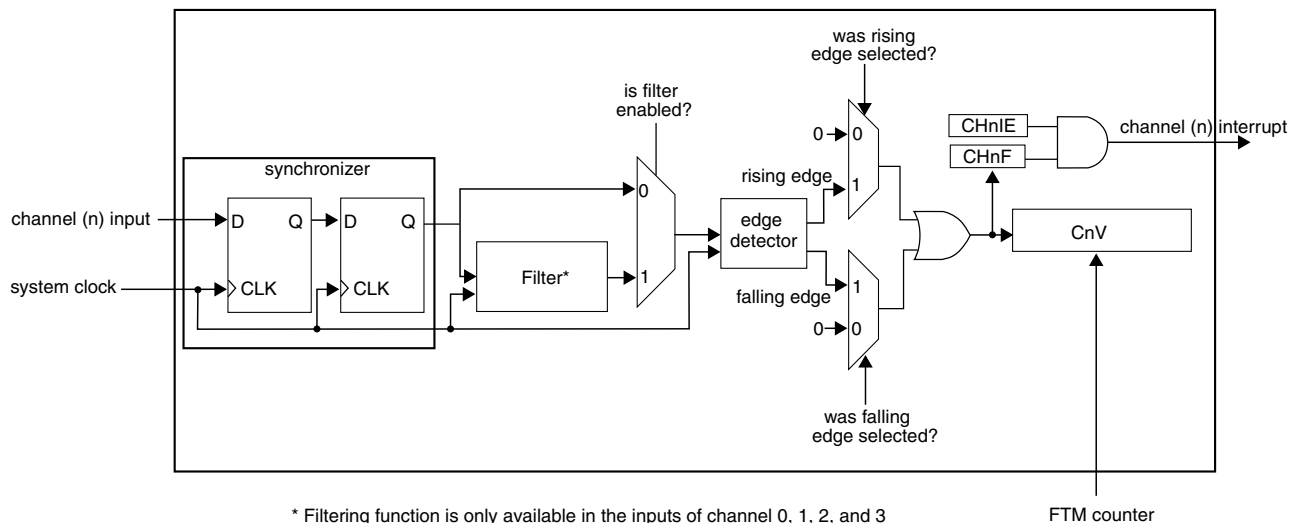 was rising
edge selected?
is filter
enabled?
synchronizer
channel (n) input
system clock
D Q
CLK
D Q
CLK
Filter*
0
1
edge
detector
rising edge
falling edge
0
0
1
1
0
0
was falling
edge selected?
CHnIE
CHnF
channel (n) interrupt
CnV
* Filtering function is only available in the inputs of channel 0, 1, 2, and 3
FTM counter